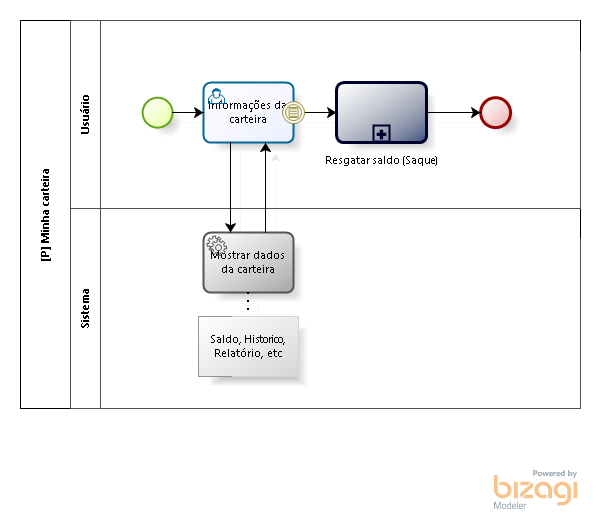 [P] Minha carteira
Usuário
Informações da
carteira
Resgatar saldo (Saque)
Sistema
Mostrar dados
da carteira
Saldo, Historico,
Relatório, etc
Powered by
bizagi
Modeler